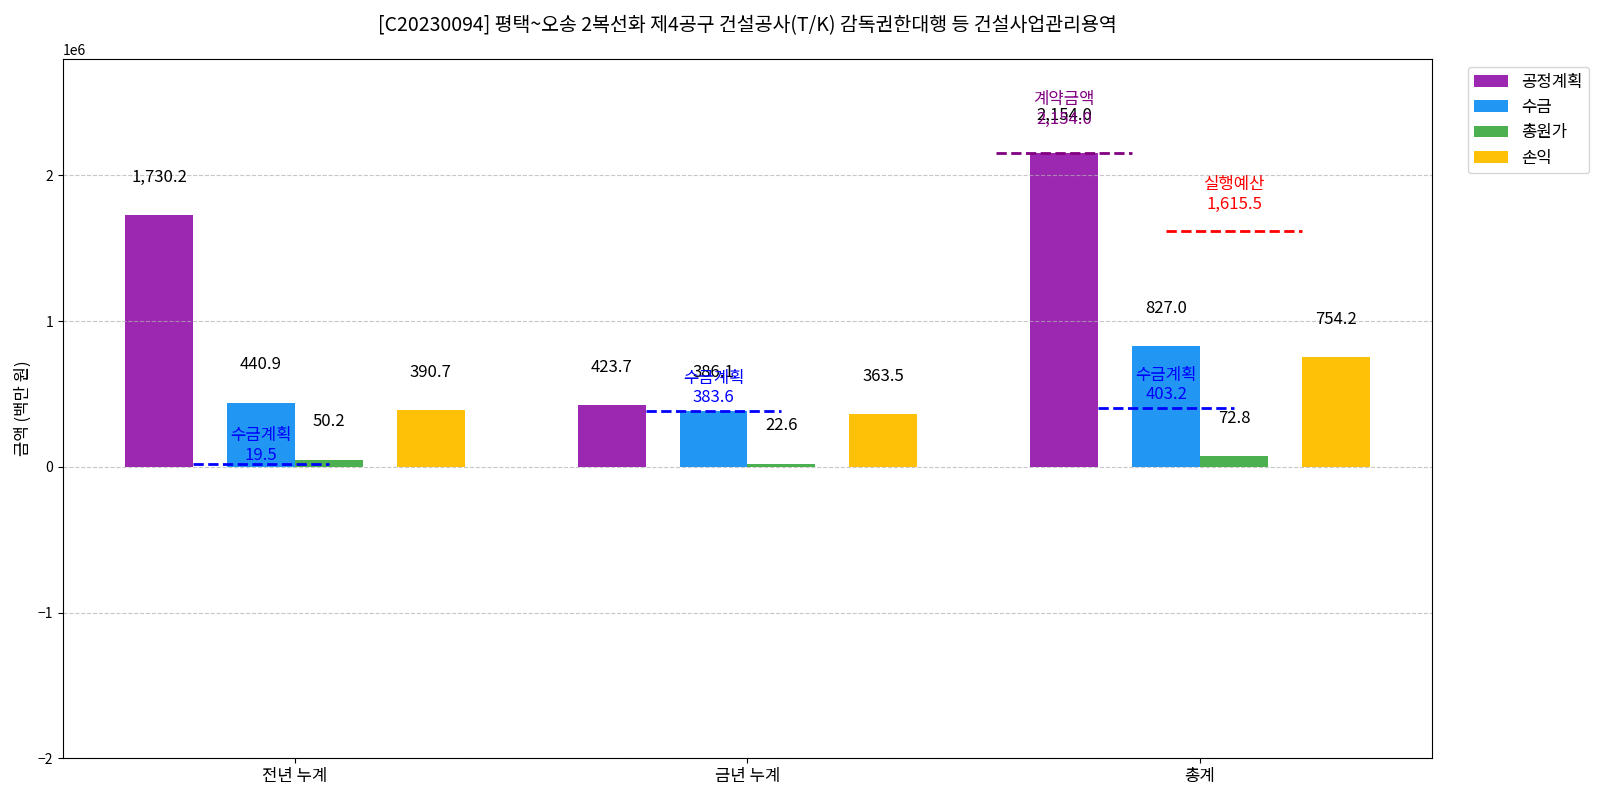 [C20230094] 평택~오송 2복선화 제4공구 건설공사(T/K) 감독권한대행 등 건설사업관리용역
1e6
공정계획
수금
총원가
손익
금액 (백만 원)
2
1
0
−1
−2
1,730.2
440.9
수금계획
19.5
50.2
390.7
423.7
386.1
수금계획
383.6
22.6
363.5
계약금액
2,154.0
2,154.0
실행예산
1,615.5
827.0
수금계획
403.2
72.8
754.2
전년 누계
금년 누계
총계